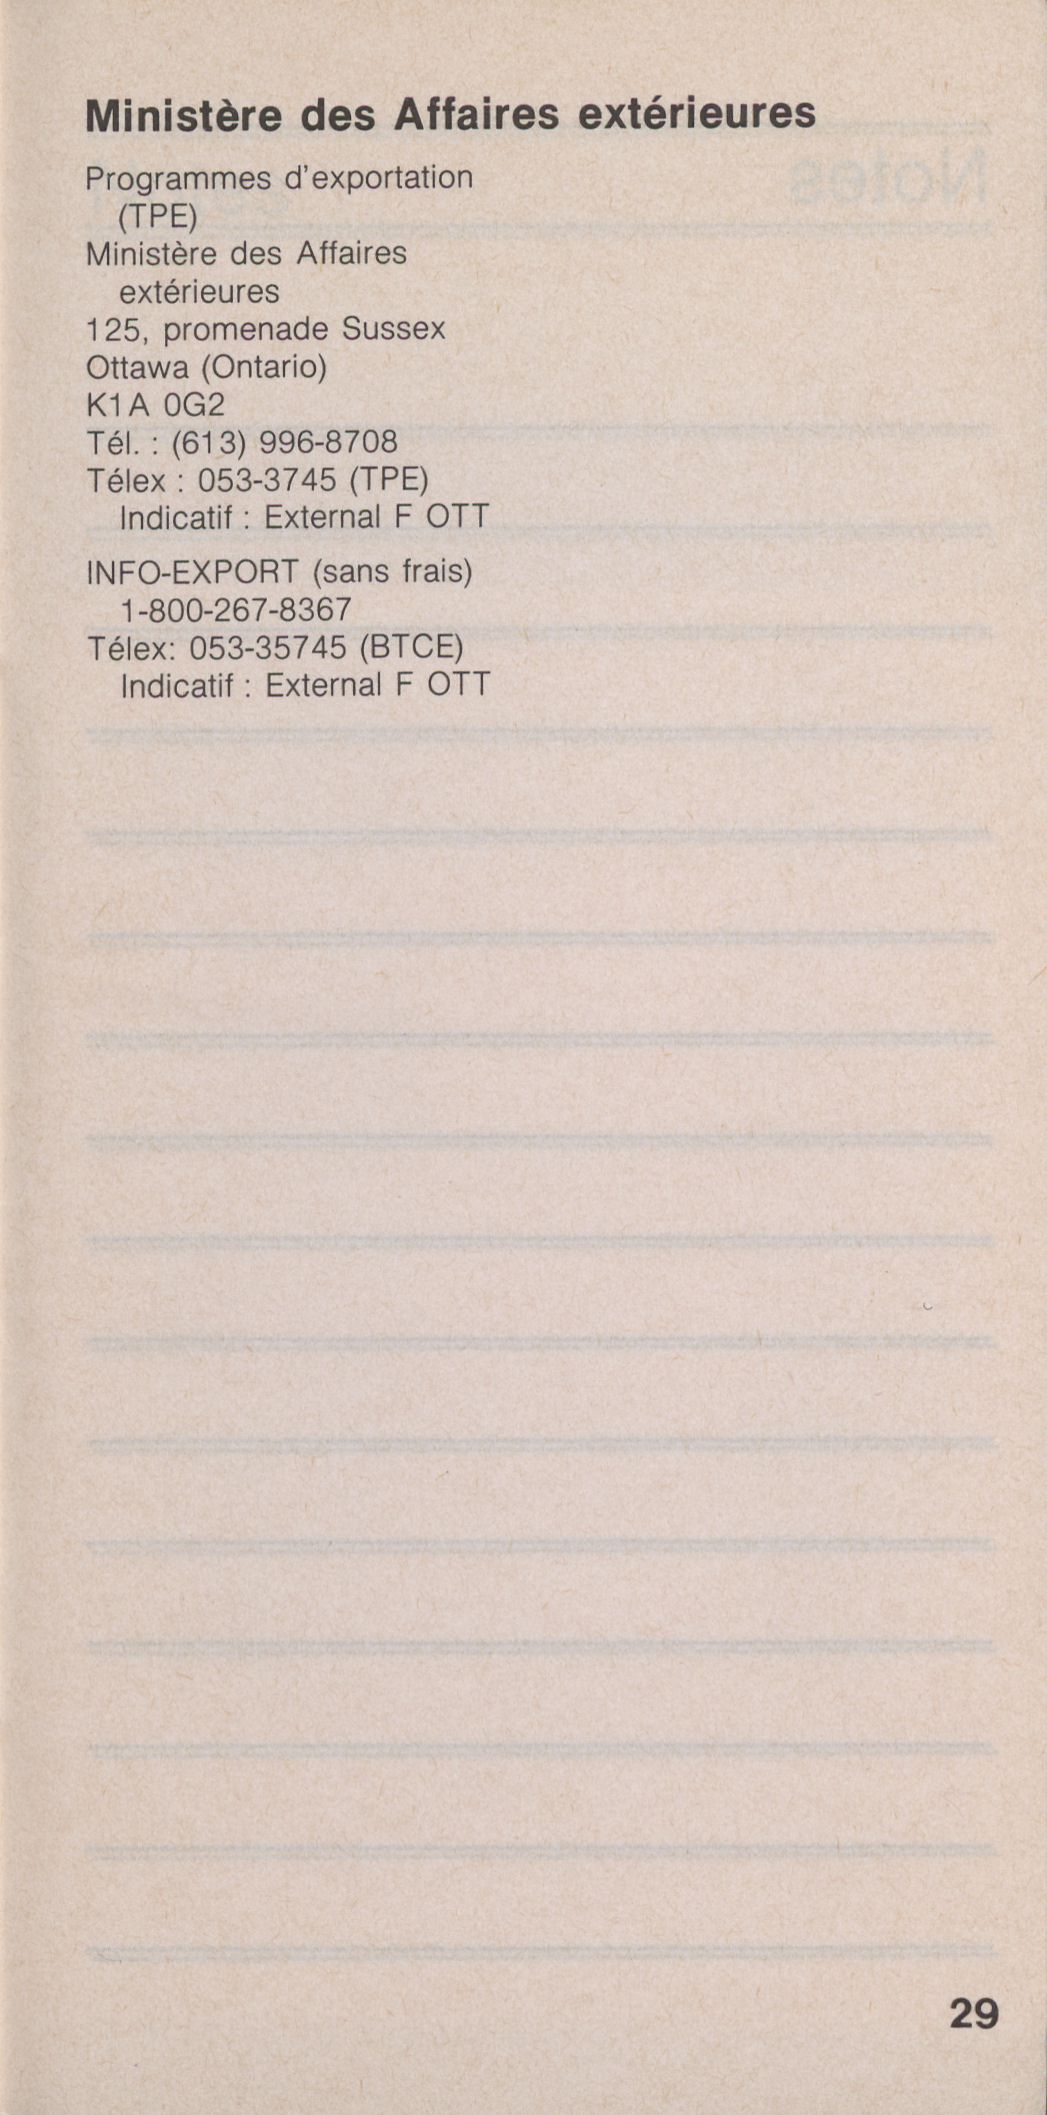 Ministère des Affaires extérieures
Programmes d'exportation
(TPE)
Ministère des Affaires
extérieures
125, promenade Sussex
Ottawa (Ontario)
K1A 0G2
Tél. : (613) 996-8708
Télex : 053-3745 (TPE)
Indicatif : External F OTT
INFO-EXPORT (sans frais)
1-800-267-8367
Télex: 053-35745 (BTCE)
Indicatif : External F OTT
Notes
29